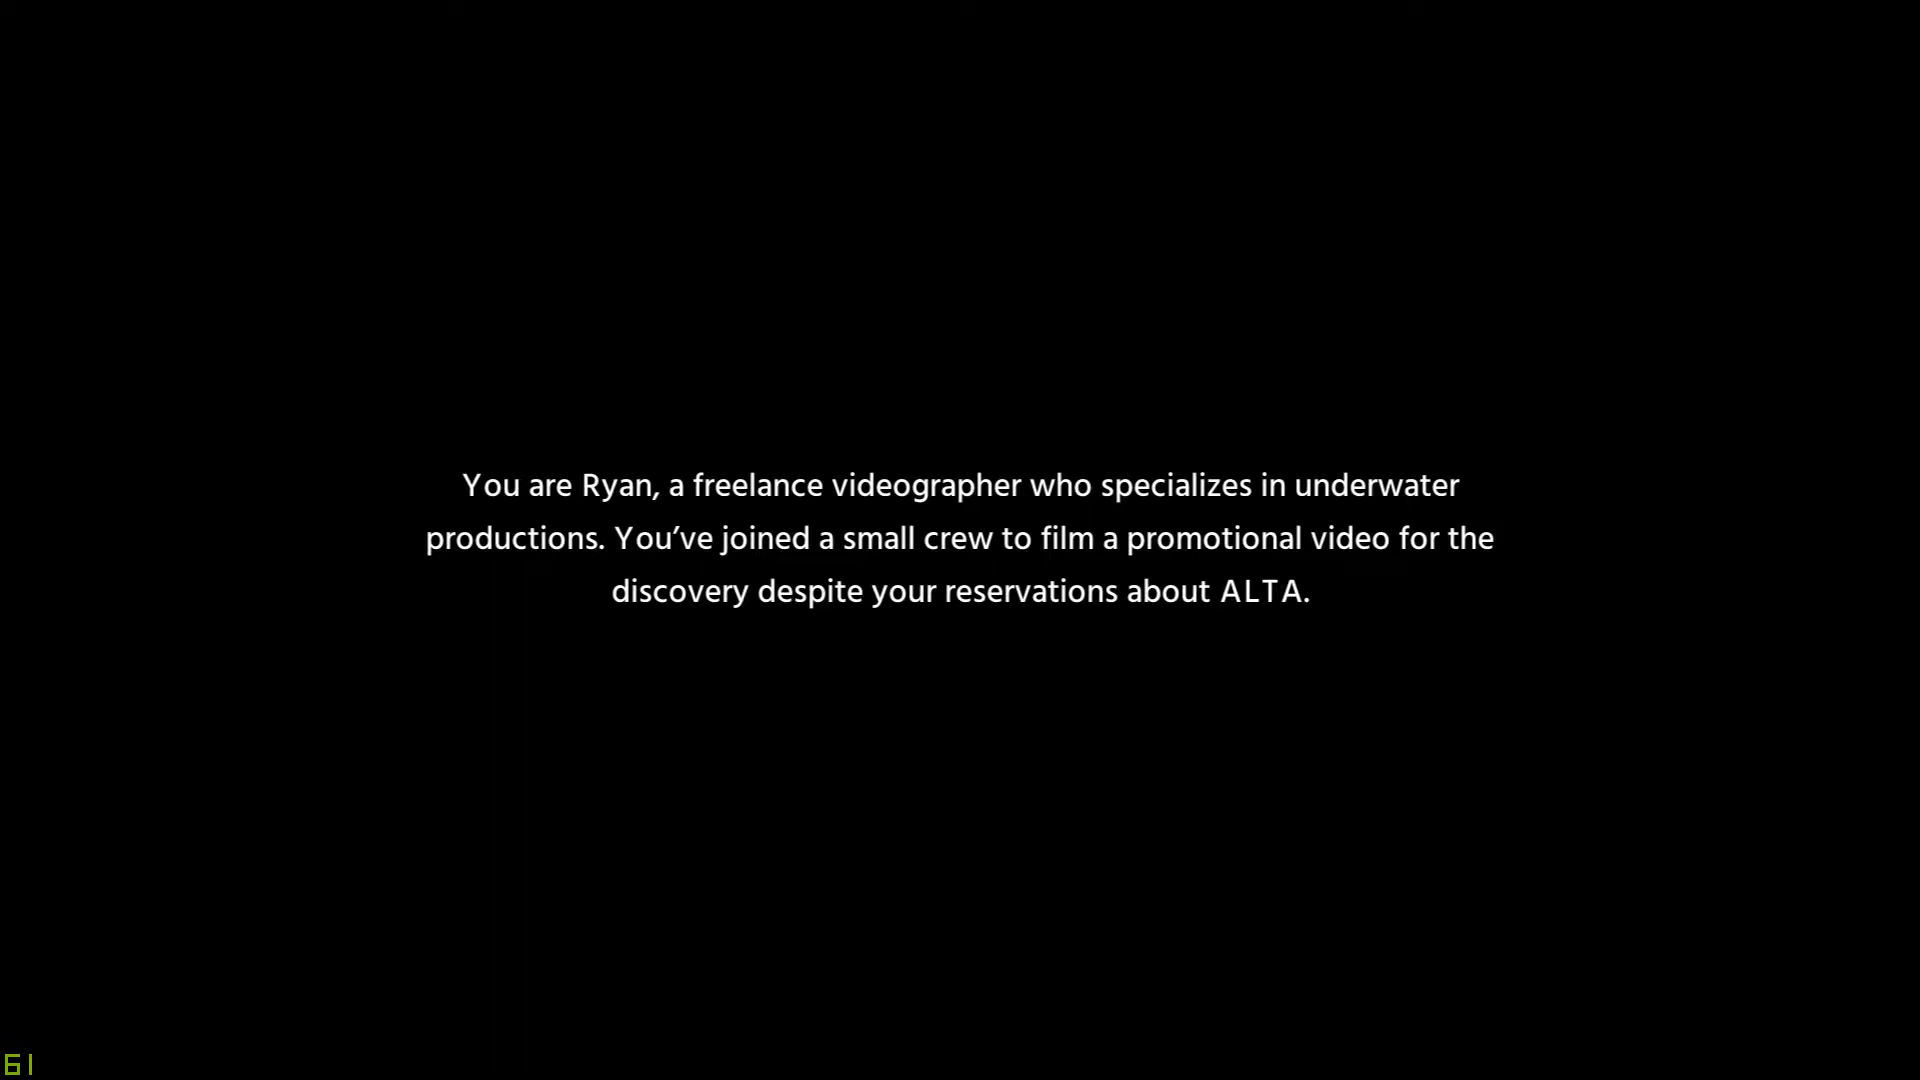 You are Ryan, a freelance videographer who specializes in underwater
productions. You’ve joined a small crew to film a promotional video for the
discovery despite your reservations about ALTA.
61